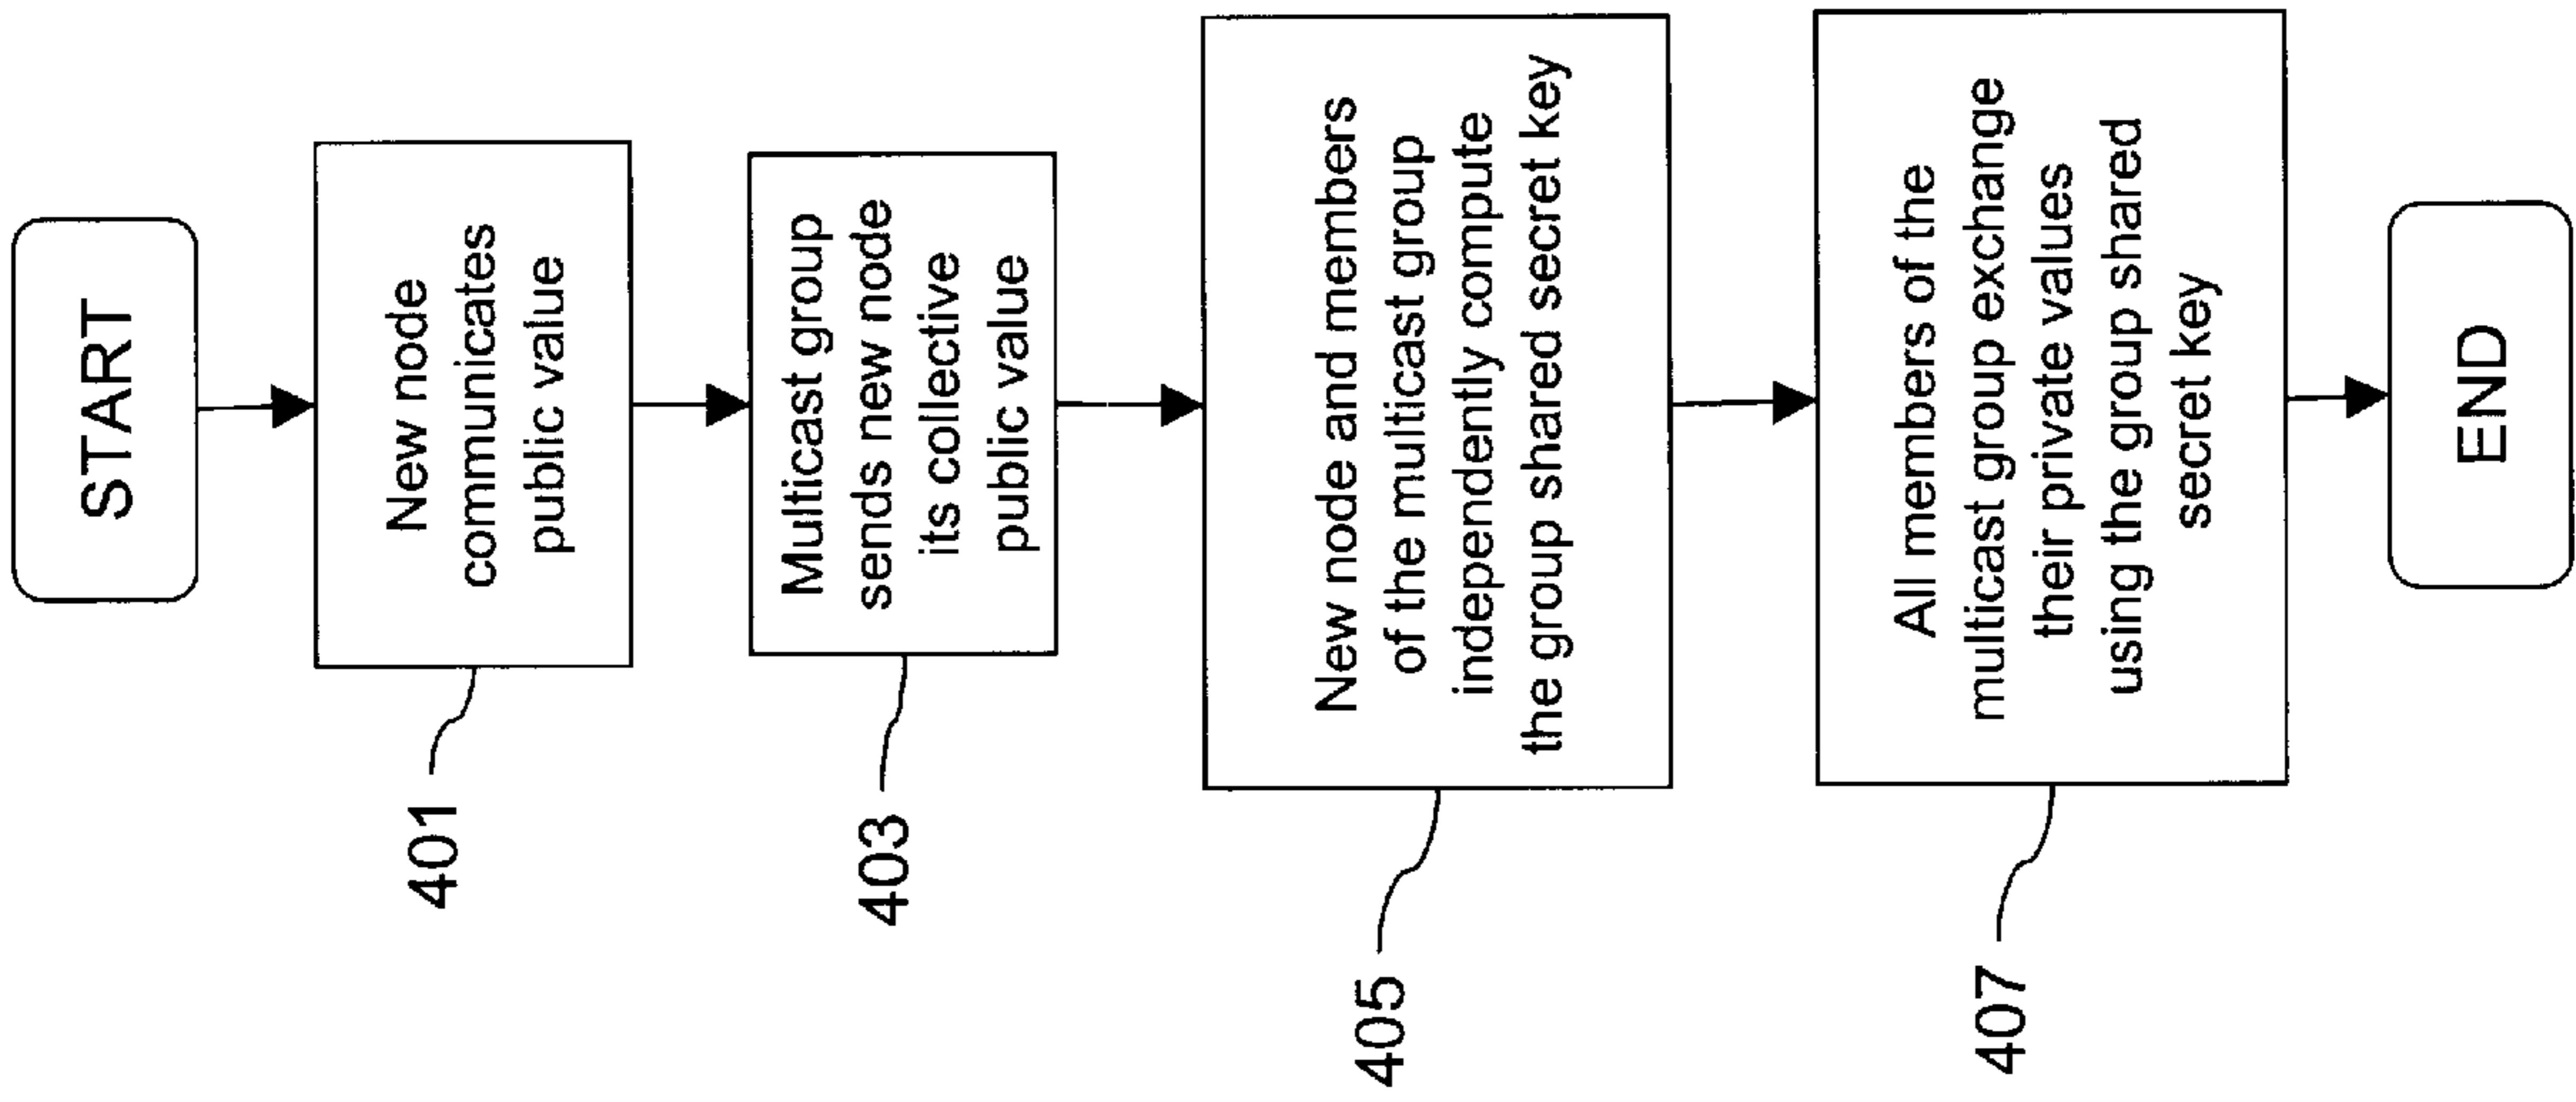 START
New node
communicates
public value
401
Multicast group
sends new node
its collective
public value
403
New node and members
of the multicast group
independently compute
the group shared secret key
405
All members of the
multicast group exchange
their private values
using the group shared
secret key
407
END